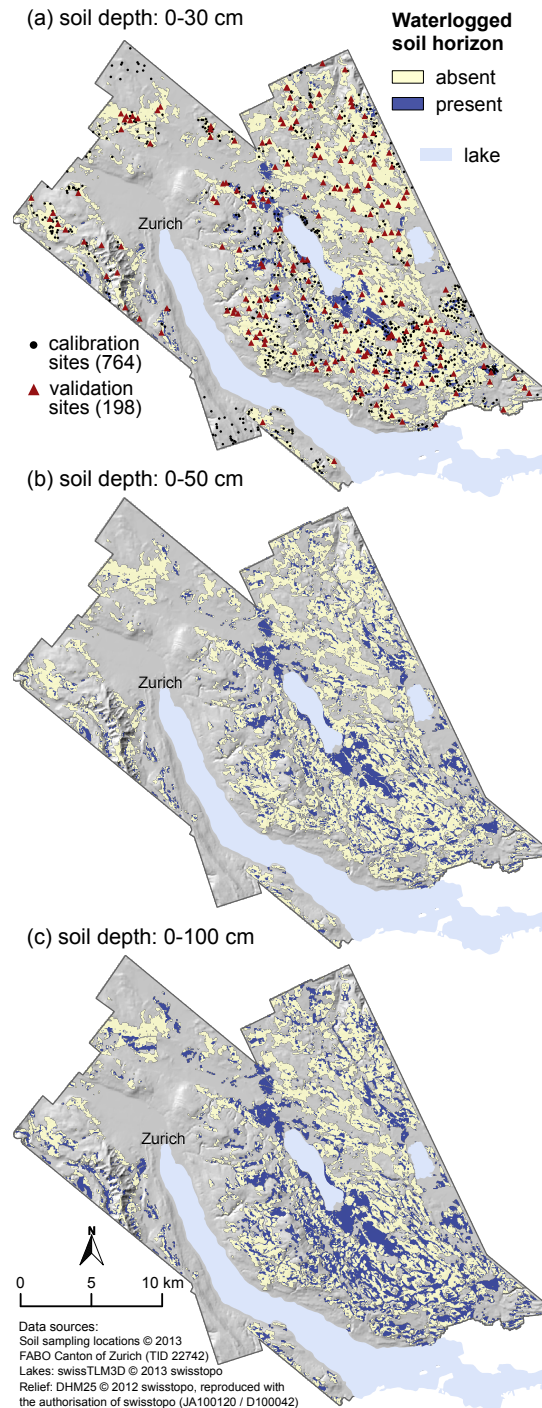 (a) soil depth: 0-30 cm
Waterlogged
soil horizon
absent
present
lake
Zurich
calibration
sites (764)
validation
sites (198)
(b) soil depth: 0-50 cm
Zurich
(c) soil depth: 0-100 cm
Zurich
N
0 5 10 km
Data sources:
Soil sampling locations © 2013
FABO Canton of Zurich (TID 22742)
Lakes: swissTLM3D © 2013 swisstopo
Relief: DHM25 © 2012 swisstopo, reproduced with
the authorisation of swisstopo (JA100120 / D100042)